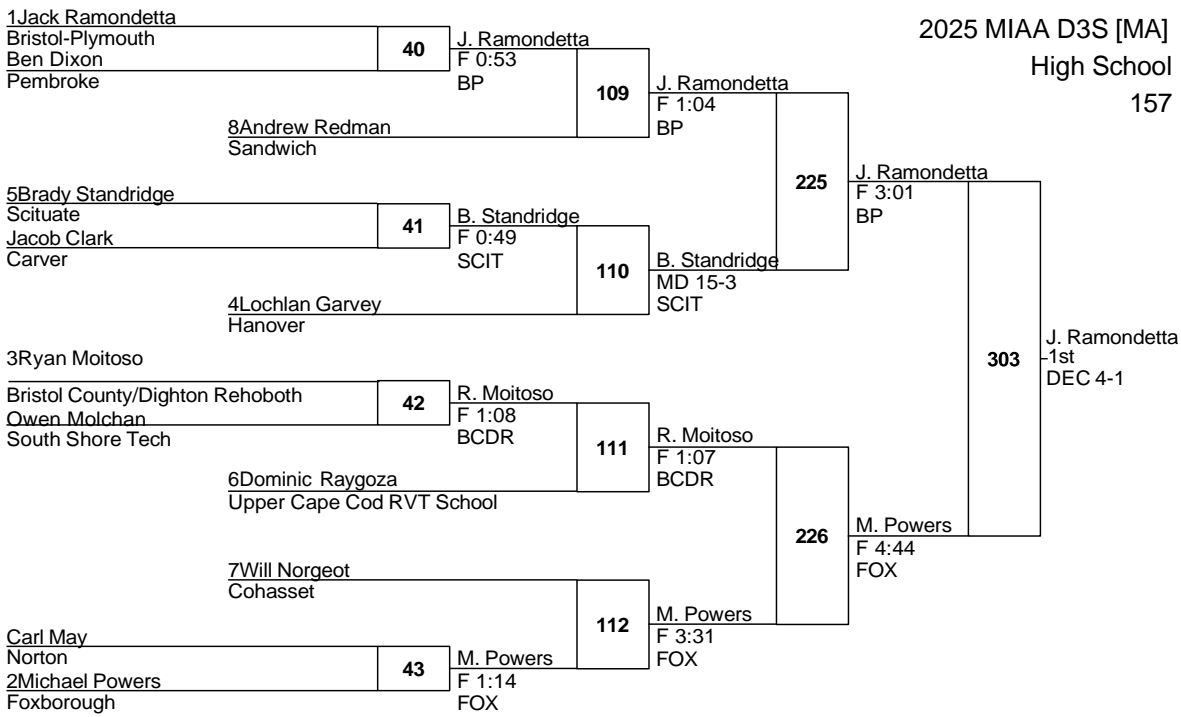 2025 MIAA D3S [MA]
High School
157
1Jack Ramondetta
Bristol-Plymouth
Ben Dixon
Pembroke
40
J. Ramondetta
F 0:53
BP
8Andrew Redman
Sandwich
109
J. Ramondetta
F 1:04
BP
5Brady Standridge
Scituate
Jacob Clark
Carver
41
B. Standridge
F 0:49
SCIT
4Lochlan Garvey
Hanover
110
B. Standridge
MD 15-3
SCIT
225
J. Ramondetta
F 3:01
BP
3Ryan Moitoso
Bristol County/Dighton Rehoboth
Owen Molchan
South Shore Tech
42
R. Moitoso
F 1:08
BCDR
6Dominic Raygoza
Upper Cape Cod RVT School
111
R. Moitoso
F 1:07
BCDR
7Will Norgeot
Cohasset
Carl May
Norton
2Michael Powers
Foxborough
43
M. Powers
F 1:14
FOX
112
M. Powers
F 3:31
FOX
226
M. Powers
F 4:44
FOX
303
J. Ramondetta
1st
DEC 4-1